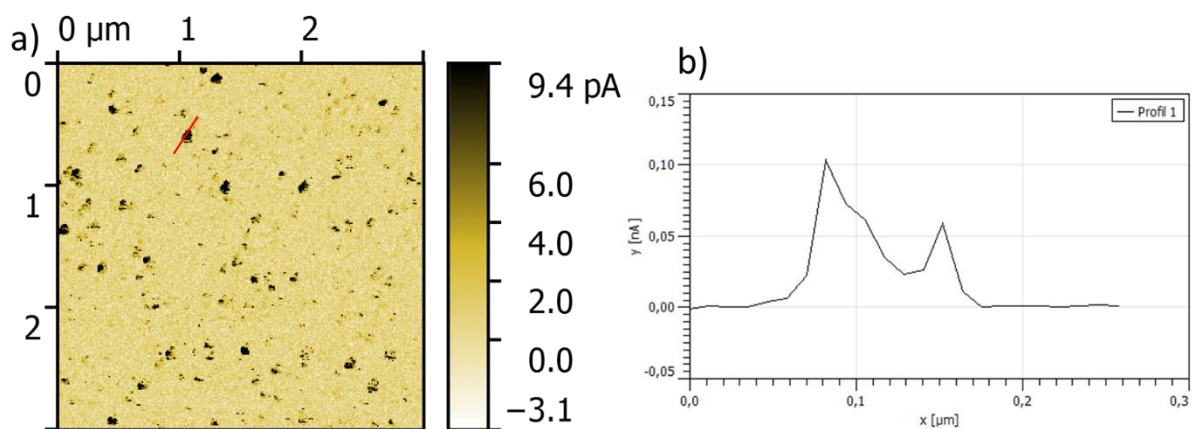 a)
0 µm 1 2
0
1
2
9.4 pA
6.0
4.0
2.0
0.0
−3.1
b)
0,15
0,10
0,05
0,00
-0,05
y [nA]
Profil 1
0,0 0,1 0,2 0,3
x [µm]